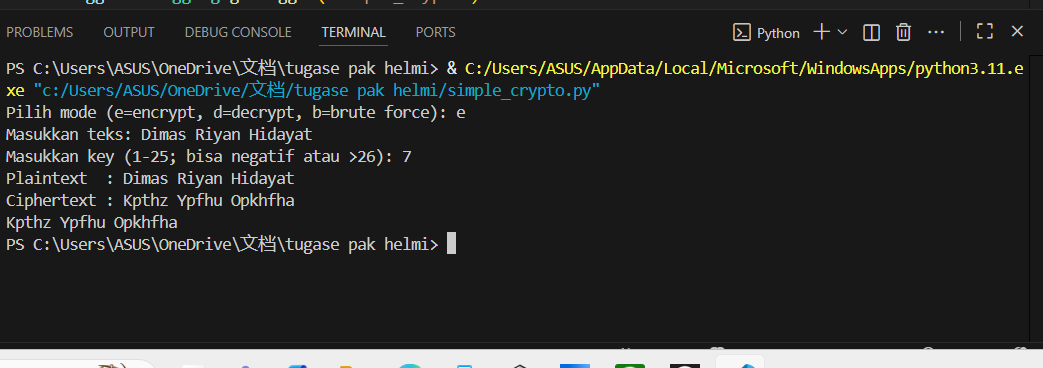 PROBLEMS OUTPUT DEBUG CONSOLE TERMINAL PORTS Python
PS C:\Users\ASUS\OneDrive\文档\tugase pak helmi> & C:/Users/ASUS/AppData/Local/Microsoft/WindowsApps/python3.11.e
xe "c:/Users/ASUS/OneDrive/文档/tugase pak helmi/simple_crypto.py"
Pilih mode (e=encrypt, d=decrypt, b=brute force): e
Masukkan teks: Dimas Riyan Hidayat
Masukkan key (1-25; bisa negatif atau >26): 7
Plaintext  : Dimas Riyan Hidayat
Ciphertext : Kpthz Ypfhu Opkhfha
Kpthz Ypfhu Opkhfha
PS C:\Users\ASUS\OneDrive\文档\tugase pak helmi>